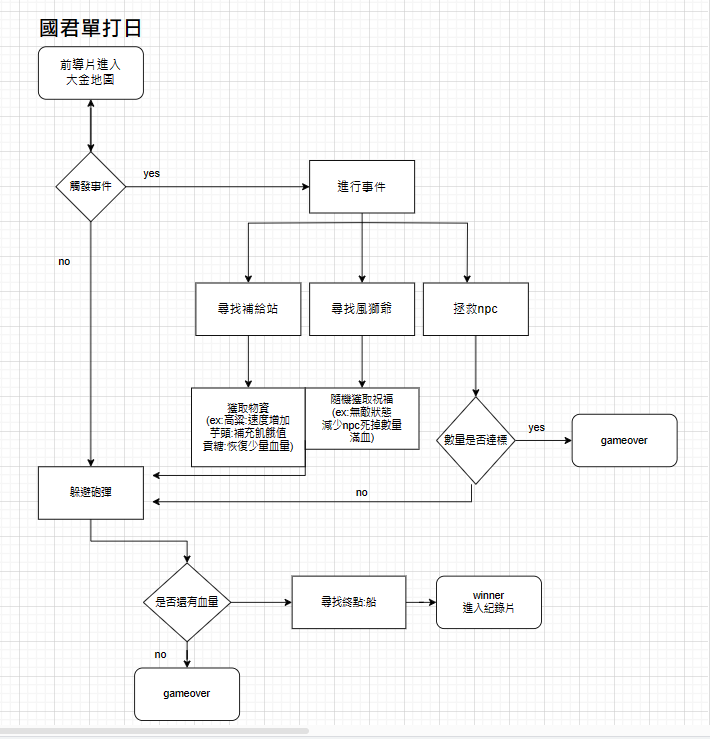 國君單打日
前導片進入
大金地圖
觸發事件
yes
進行事件
no
尋找補給站
尋找風獅爺
拯救npc
獲取物資
(ex:高粱:速度增加
芋頭:補充飢餓值
貢糖:恢復少量血量)
隨機獲取祝福
(ex:無敵狀態
減少npc死掉數量
滿血)
數量是否達標
yes
gameover
躲避砲彈
no
是否還有血量
尋找終點:船
winner
進入紀錄片
no
gameover